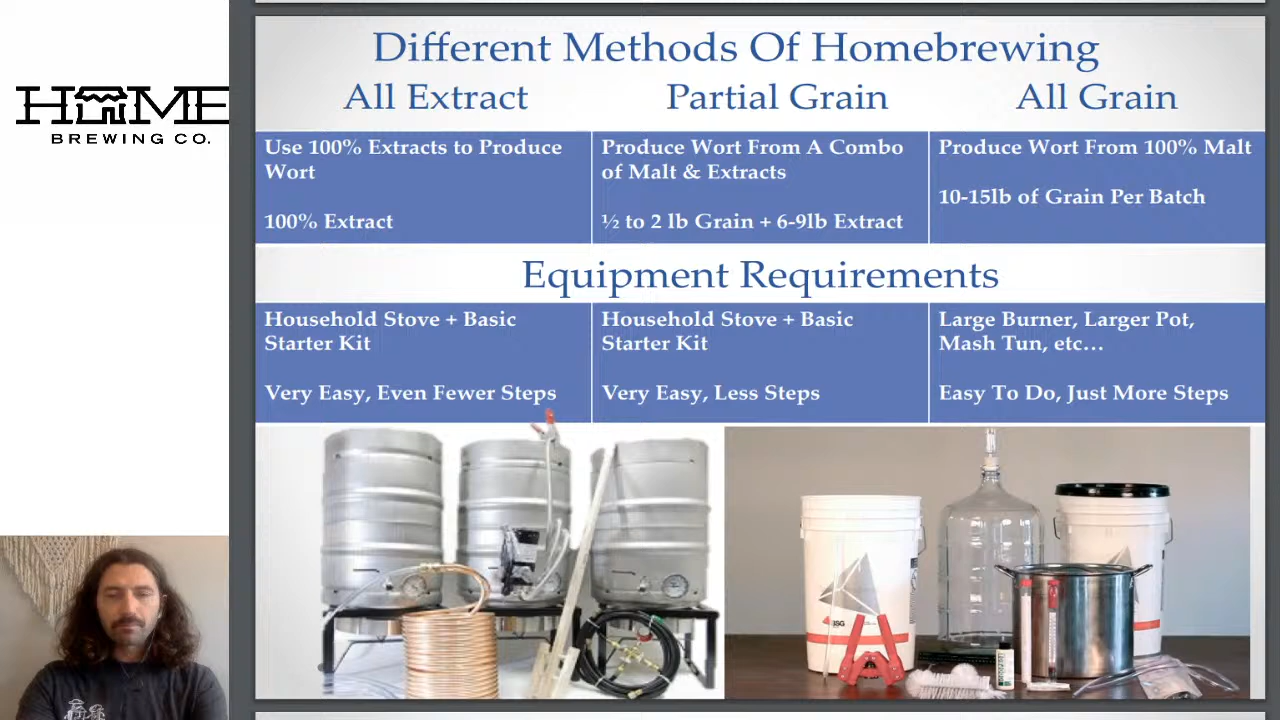 HOME
BREWING CO.
Different Methods Of Homebrewing
All Extract
Partial Grain
All Grain
Use 100% Extracts to Produce
Wort
100% Extract
Produce Wort From A Combo
of Malt & Extracts
½ to 2 lb Grain + 6-9lb Extract
Produce Wort From 100% Malt
10-15lb of Grain Per Batch
Equipment Requirements
Household Stove + Basic
Starter Kit
Very Easy, Even Fewer Steps
Household Stove + Basic
Starter Kit
Very Easy, Less Steps
Large Burner, Larger Pot,
Mash Tun, etc…
Easy To Do, Just More Steps
BSG